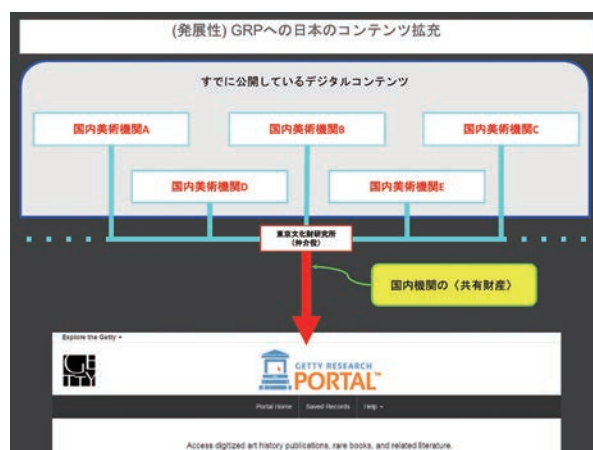 (発展性) GRPへの日本のコンテンツ拡充
すでに公開しているデジタルコンテンツ
国内美術機関A
国内美術機関B
国内美術機関C
国内美術機関D
国内美術機関E
東京文化財研究所
(仲介役)
国内機関の〈共有財産〉
Explore the Getty
Getty
GETTY RESEARCH
PORTAL™
Portal Home
Saved Records
Help
Access digitized art history publications, rare books, and related literature.